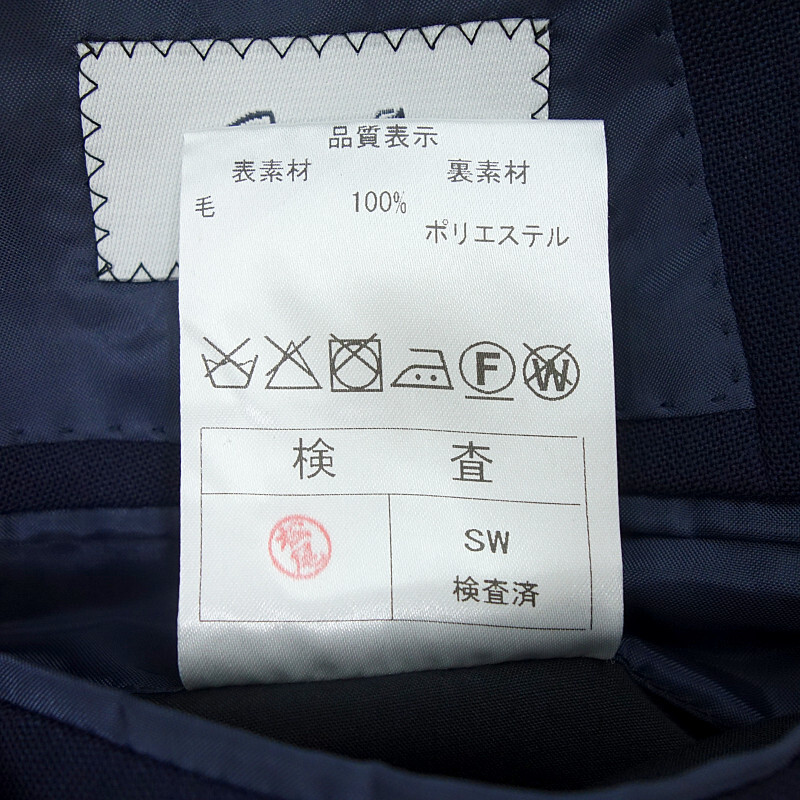 品質表示
表素材 裏素材
毛 100%
ポリエステル
F W
検 査
SW
検査済